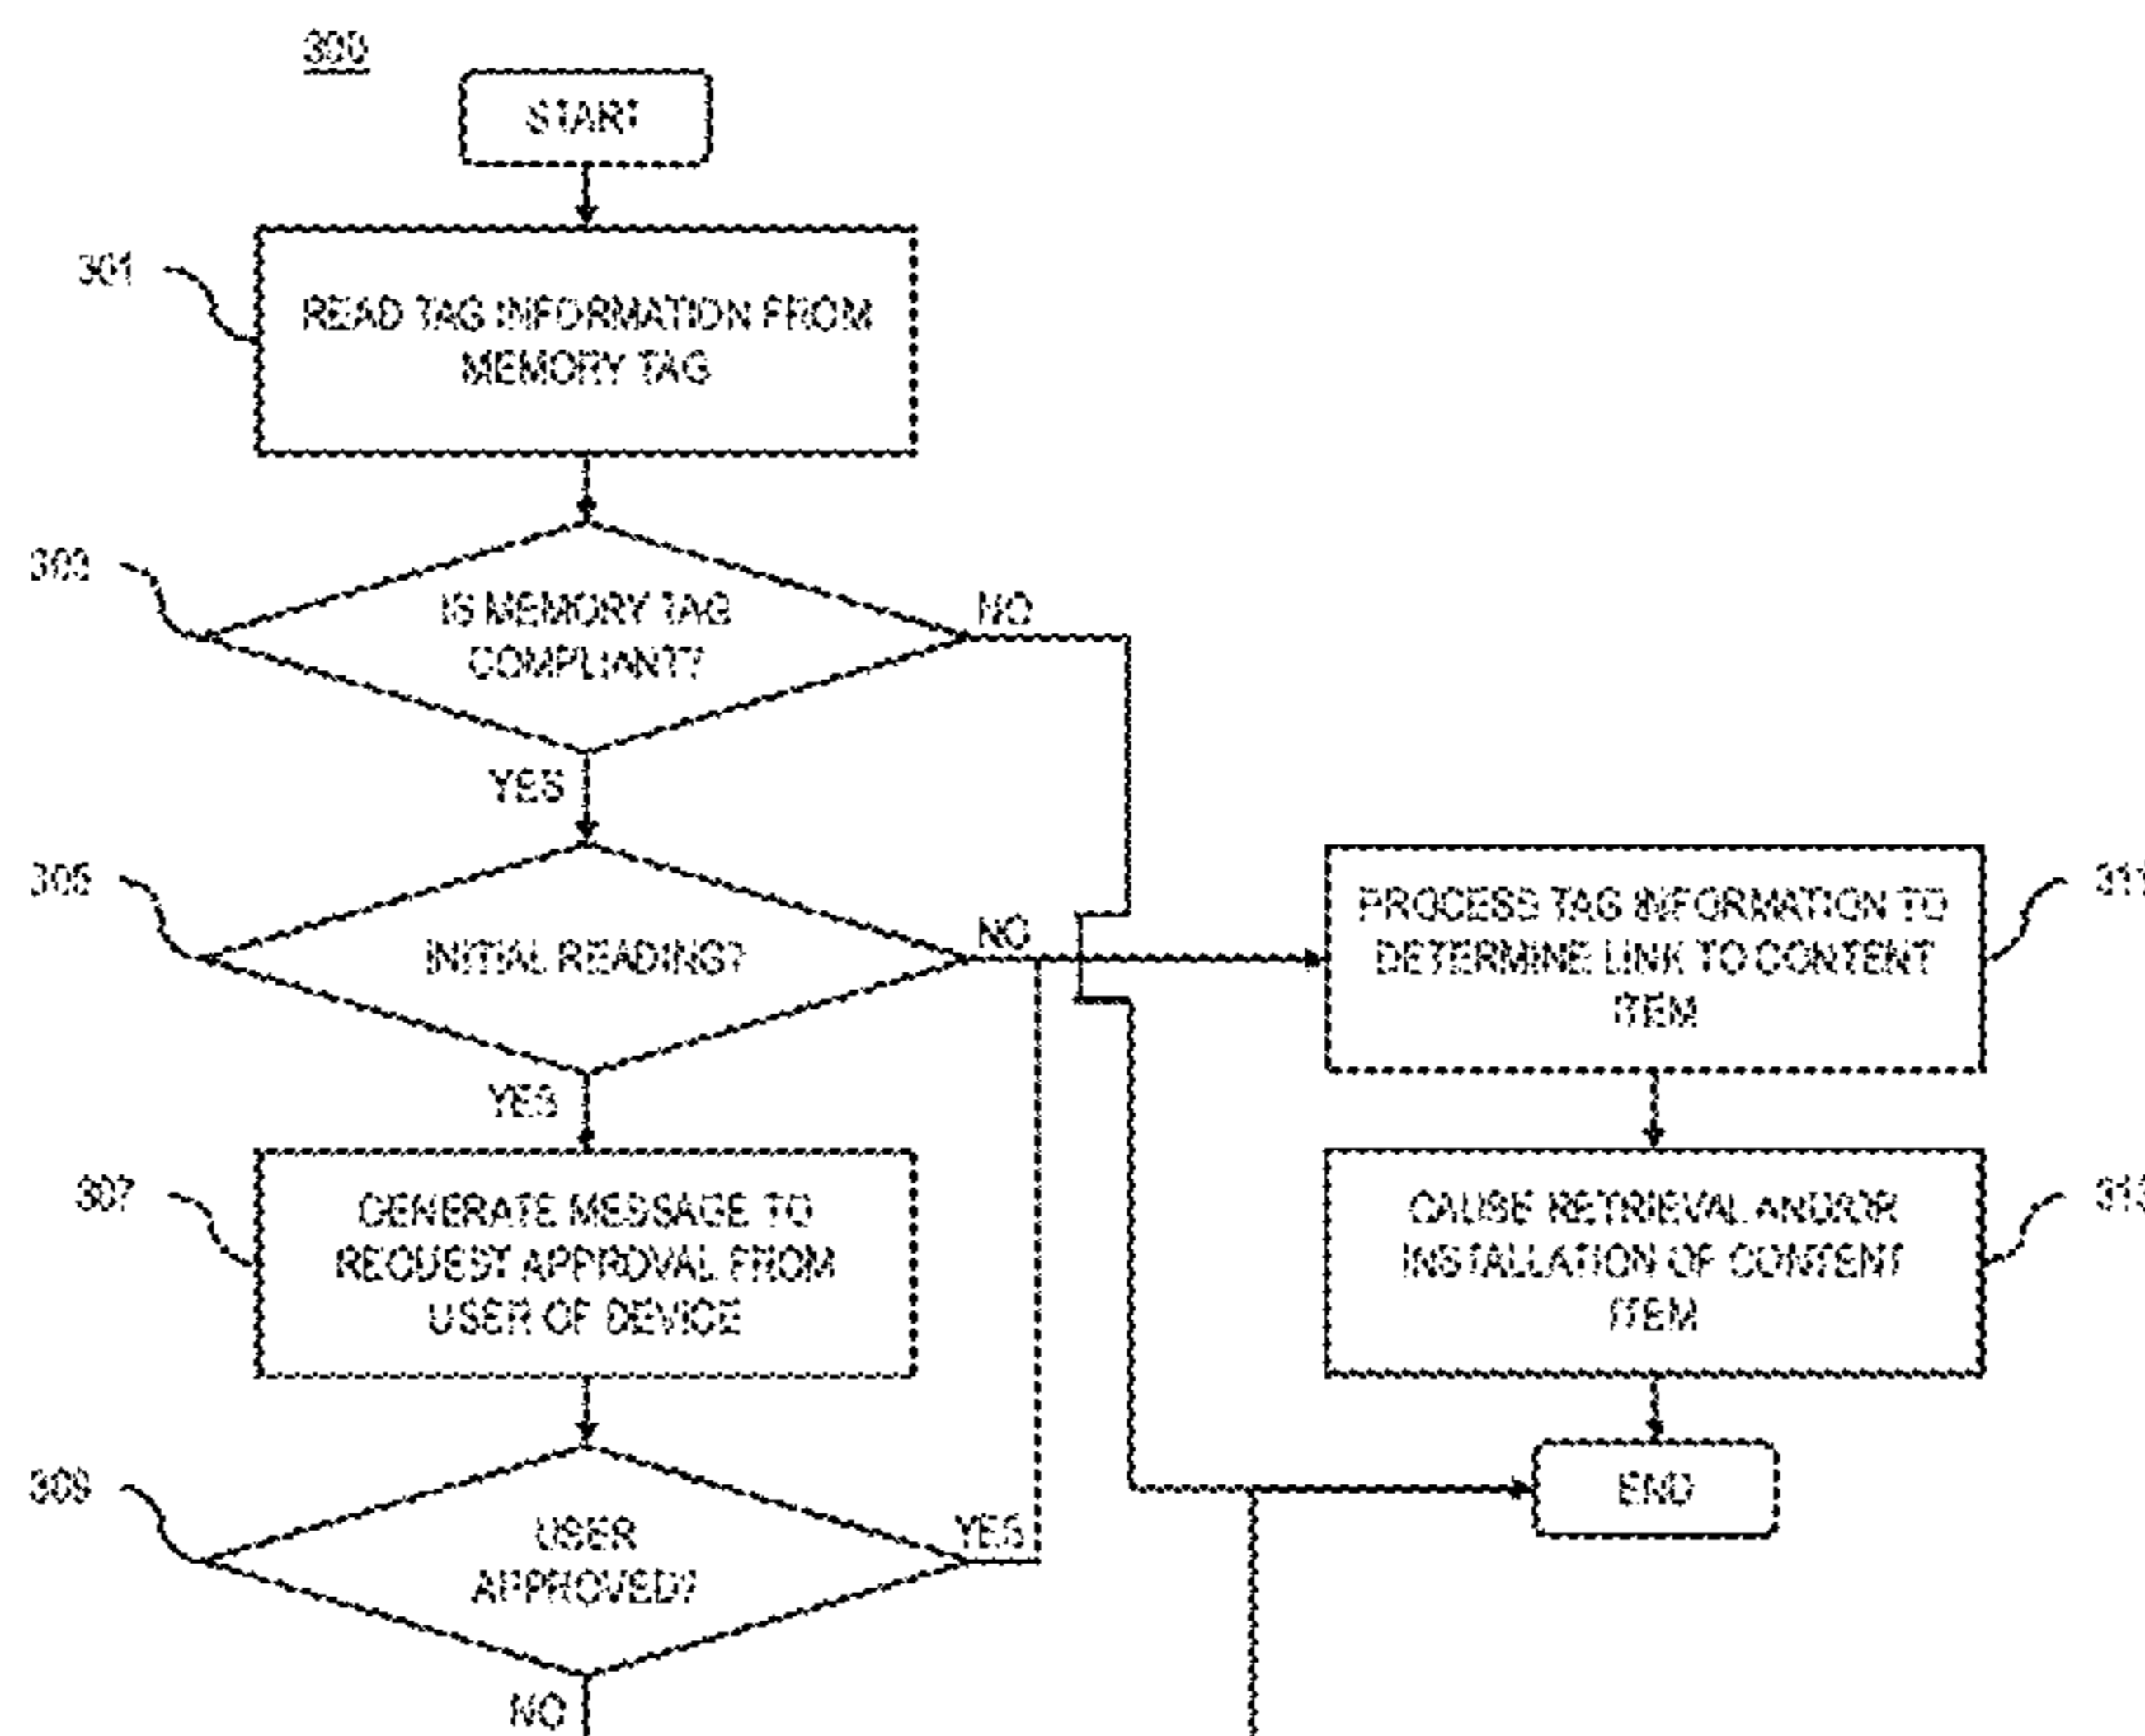 300
START
301
READ TAG INFORMATION FROM
MEMORY TAG
303
IS MEMORY TAG
COMPLIANT?
NO
YES
305
INITIAL READING?
NO
YES
PROCESS TAG INFORMATION TO
DETERMINE LINK TO CONTENT
ITEM
307
GENERATE MESSAGE TO
REQUEST APPROVAL FROM
USER OF DEVICE
CAUSE RETRIEVAL AND/OR
INSTALLATION OF CONTENT
ITEM
309
USER
APPROVED?
YES
NO
END